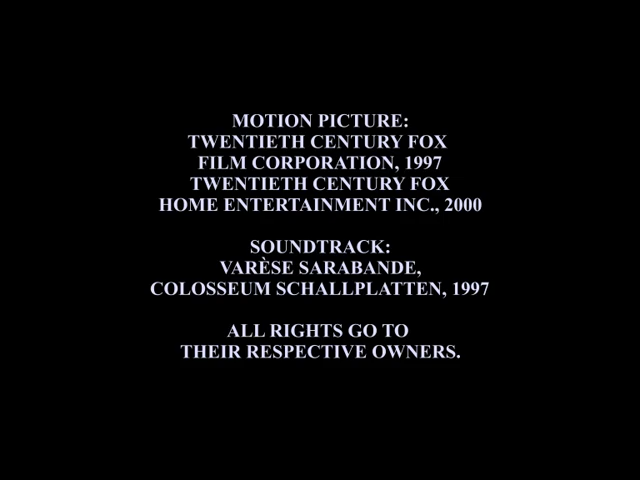 MOTION PICTURE:
TWENTIETH CENTURY FOX
FILM CORPORATION, 1997
TWENTIETH CENTURY FOX
HOME ENTERTAINMENT INC., 2000
SOUNDTRACK:
VARÈSE SARABANDE,
COLOSSEUM SCHALLPLATTEN, 1997
ALL RIGHTS GO TO
THEIR RESPECTIVE OWNERS.